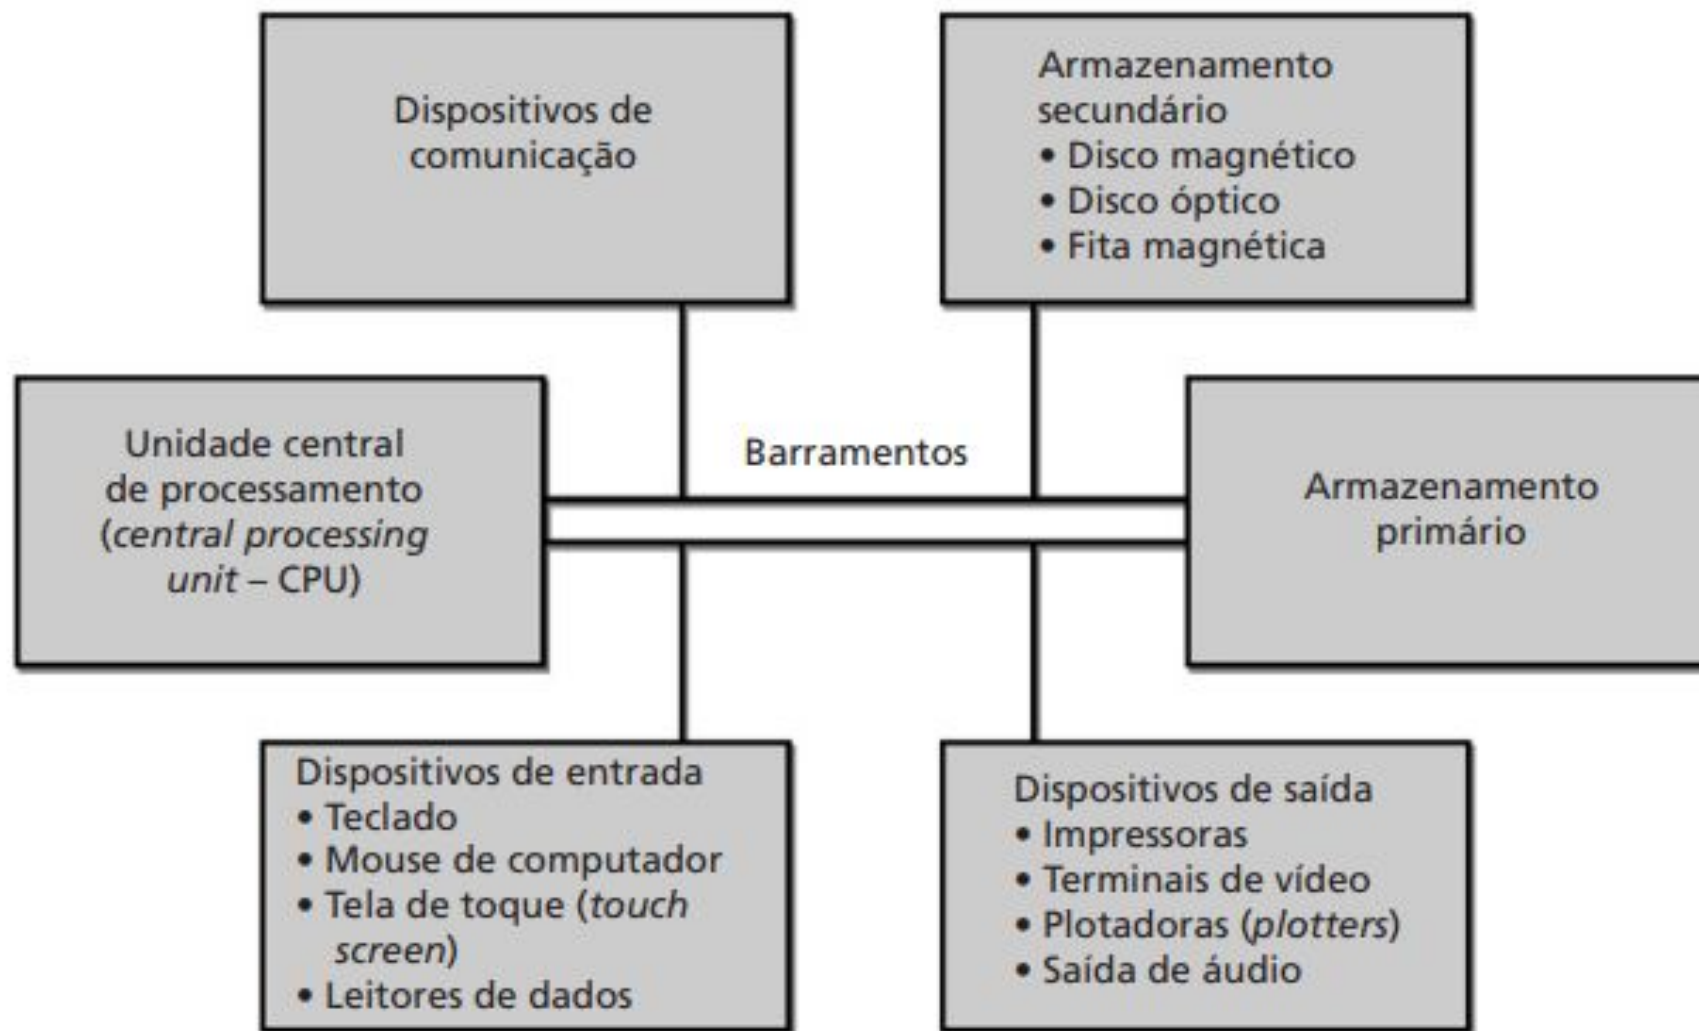 Dispositivos de
comunicação
Armazenamento
secundário
• Disco magnético
• Disco óptico
• Fita magnética
Unidade central
de processamento
(central processing
unit – CPU)
Barramentos
Armazenamento
primário
Dispositivos de entrada
• Teclado
• Mouse de computador
• Tela de toque (touch
screen)
• Leitores de dados
Dispositivos de saída
• Impressoras
• Terminais de vídeo
• Plotadoras (plotters)
• Saída de áudio